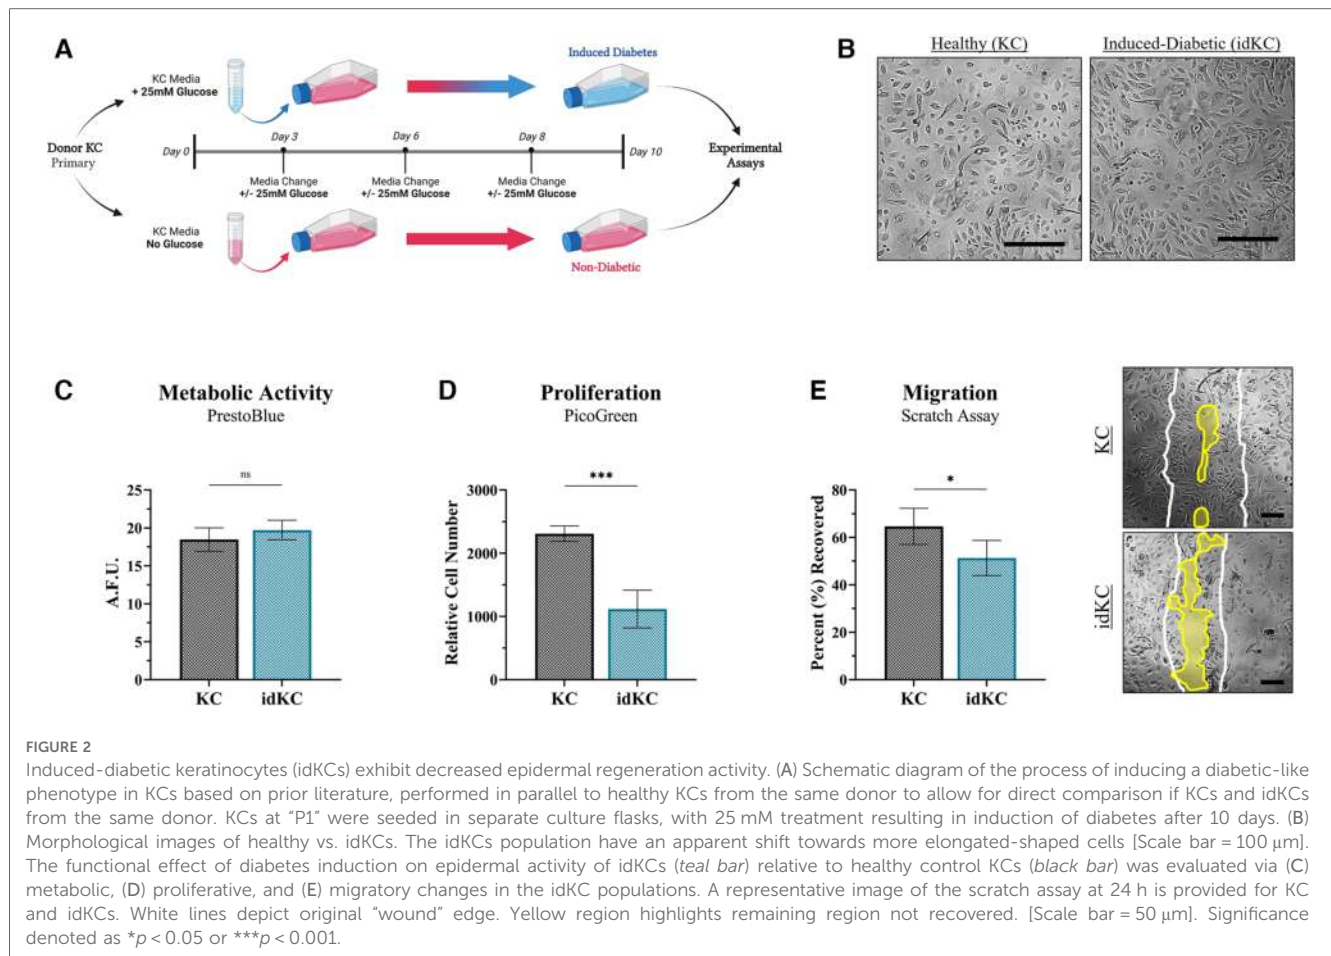 A
KC Media
+ 25mM Glucose
Induced Diabetes
Donor KC
Primary
Day 0
Day 3
Day 6
Day 8
Day 10
Media Change
+/- 25mM Glucose
Media Change
+/- 25mM Glucose
Media Change
+/- 25mM Glucose
Experimental
Assays
KC Media
No Glucose
Non-Diabetic
B
Healthy (KC)
Induced-Diabetic (idKC)
C
Metabolic Activity
PrestoBlue
ns
A.F.U.
25
20
15
10
5
0
KC
idKC
D
Proliferation
PicoGreen
***
Relative Cell Number
3000
2000
1000
0
KC
idKC
E
Migration
Scratch Assay
*
Percent (%) Recovered
80
60
40
20
0
KC
idKC
KC
idKC
FIGURE 2
Induced-diabetic keratinocytes (idKCs) exhibit decreased epidermal regeneration activity. (A) Schematic diagram of the process of inducing a diabetic-like
phenotype in KCs based on prior literature, performed in parallel to healthy KCs from the same donor to allow for direct comparison if KCs and idKCs
from the same donor. KCs at "P1" were seeded in separate culture flasks, with 25 mM treatment resulting in induction of diabetes after 10 days. (B)
Morphological images of healthy vs. idKCs. The idKCs population have an apparent shift towards more elongated-shaped cells [Scale bar = 100 μm].
The functional effect of diabetes induction on epidermal activity of idKCs (teal bar) relative to healthy control KCs (black bar) was evaluated via (C)
metabolic, (D) proliferative, and (E) migratory changes in the idKC populations. A representative image of the scratch assay at 24 h is provided for KC
and idKCs. White lines depict original "wound" edge. Yellow region highlights remaining region not recovered. [Scale bar = 50 μm]. Significance
denoted as *p < 0.05 or ***p < 0.001.